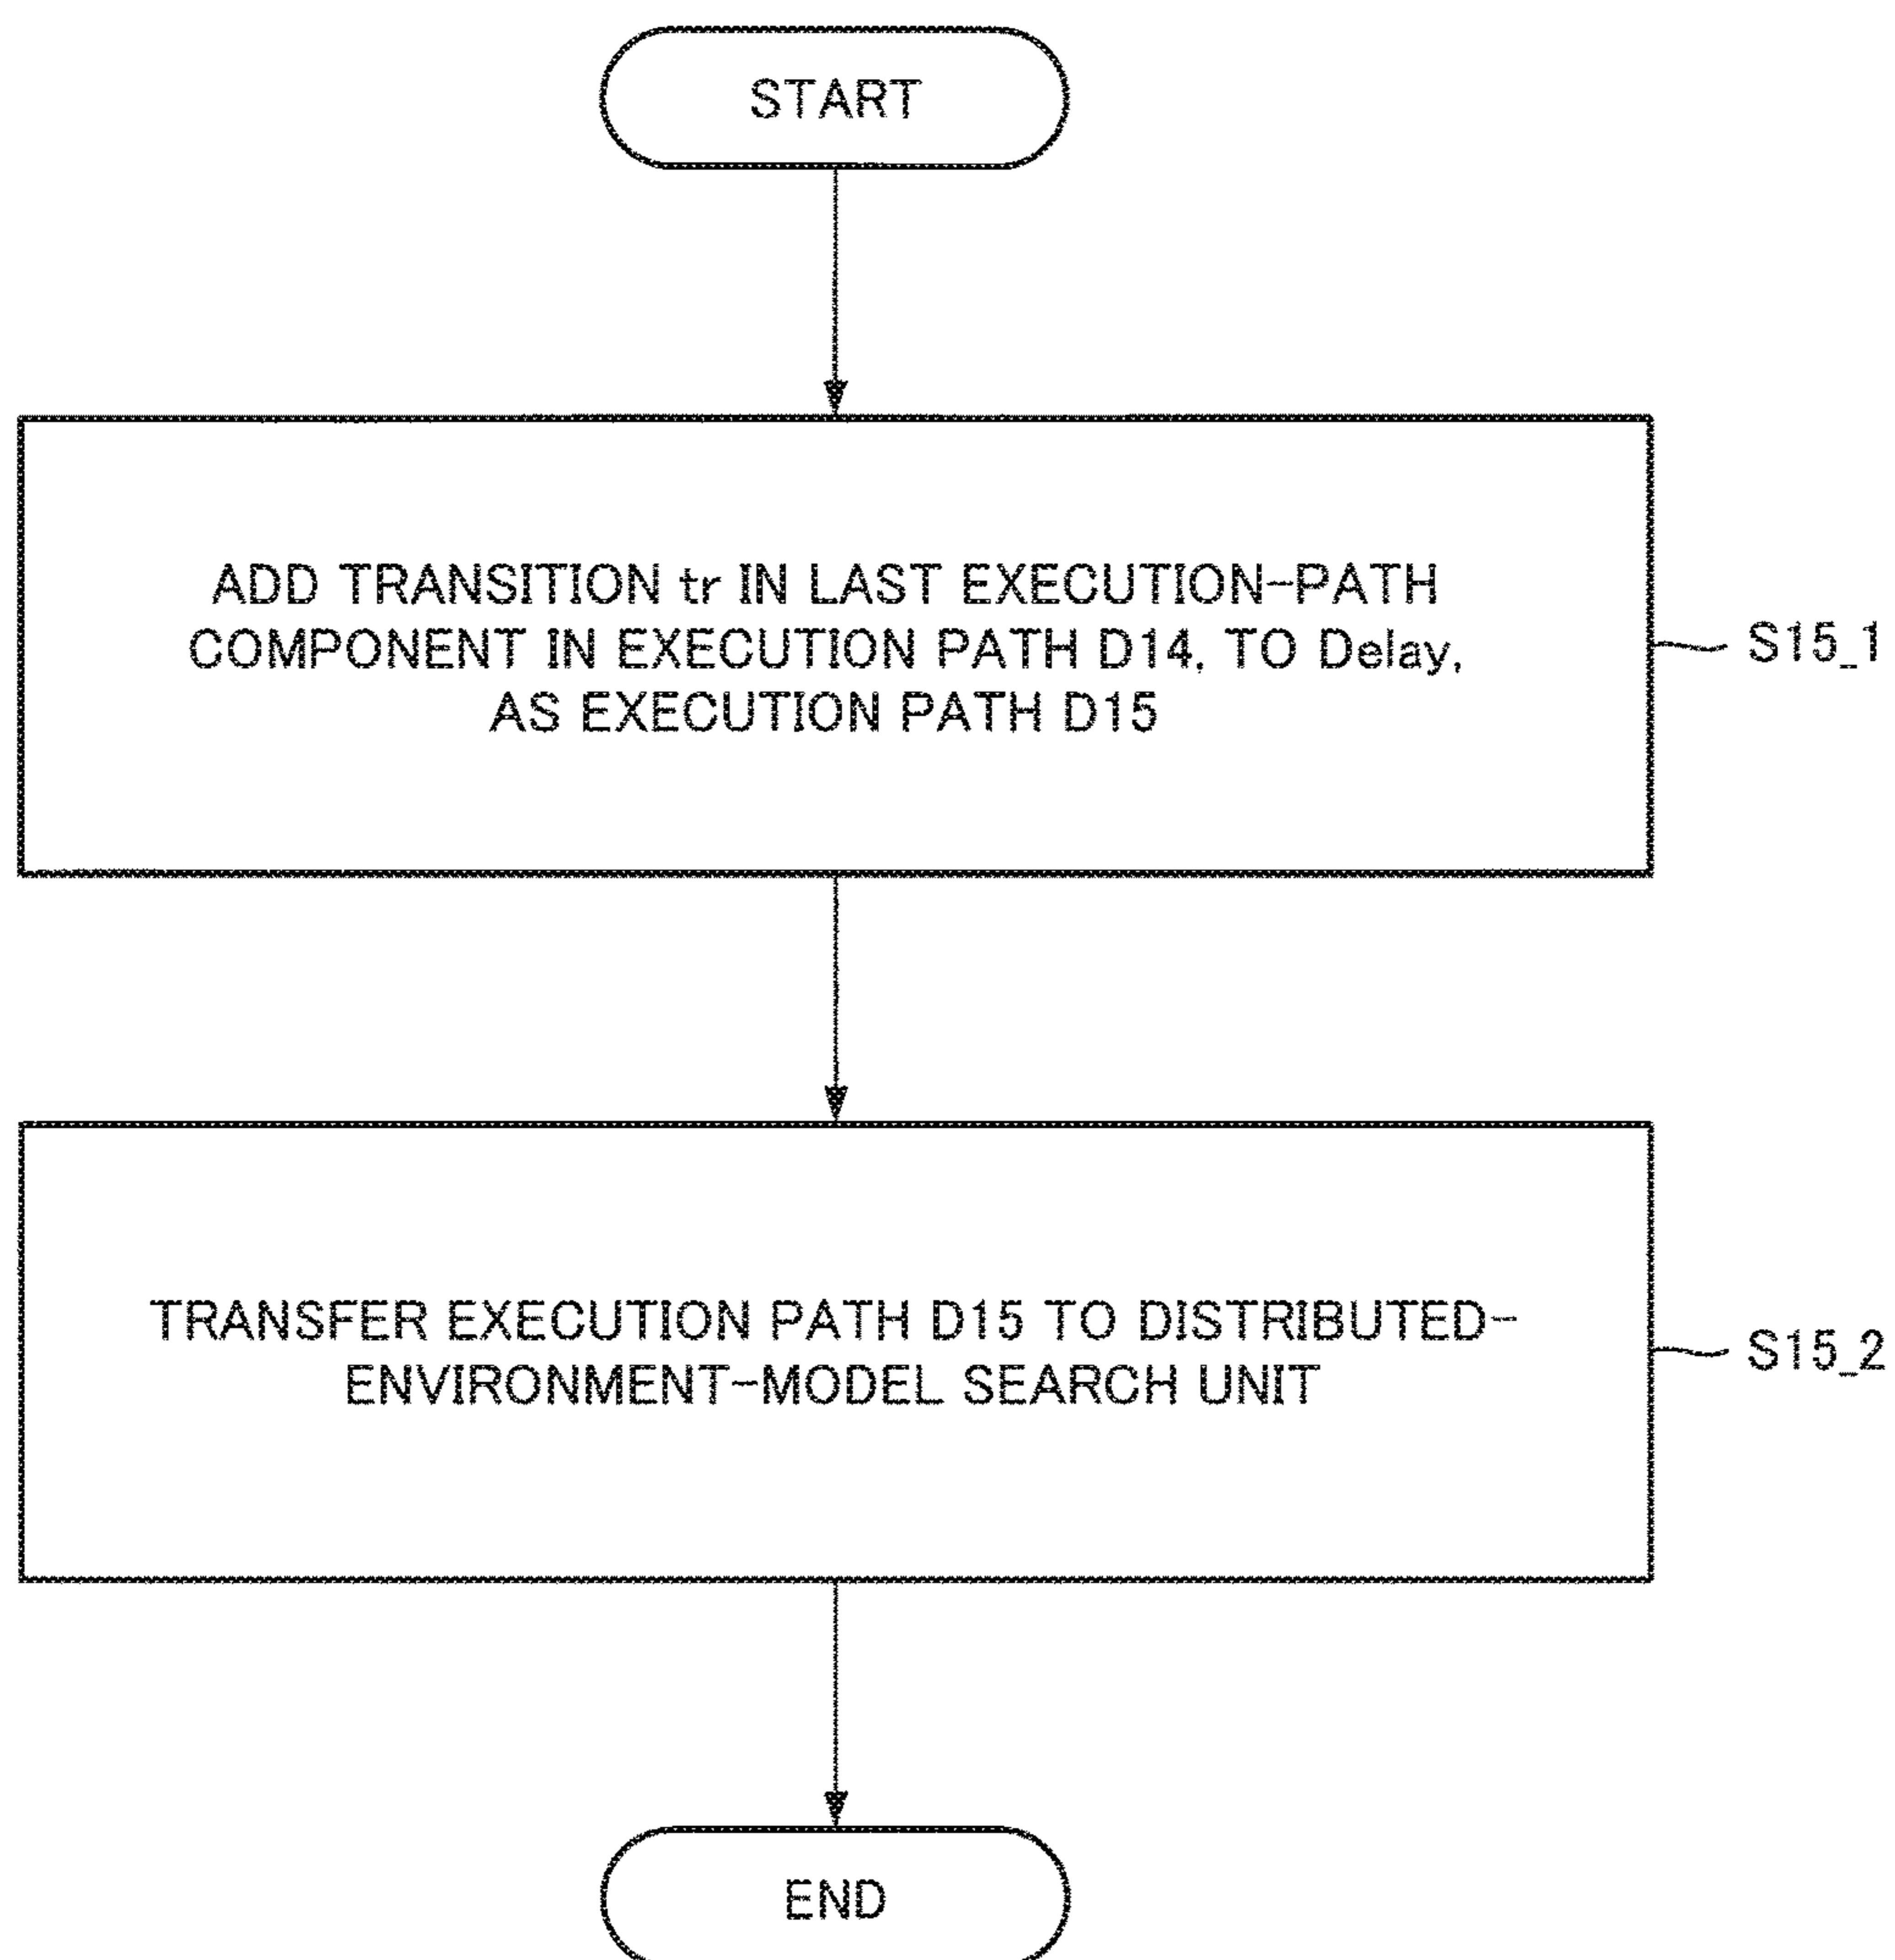 START
ADD TRANSITION tr IN LAST EXECUTION-PATH
COMPONENT IN EXECUTION PATH D14, TO Delay,
AS EXECUTION PATH D15
S15_1
TRANSFER EXECUTION PATH D15 TO DISTRIBUTED-
ENVIRONMENT-MODEL SEARCH UNIT
S15_2
END